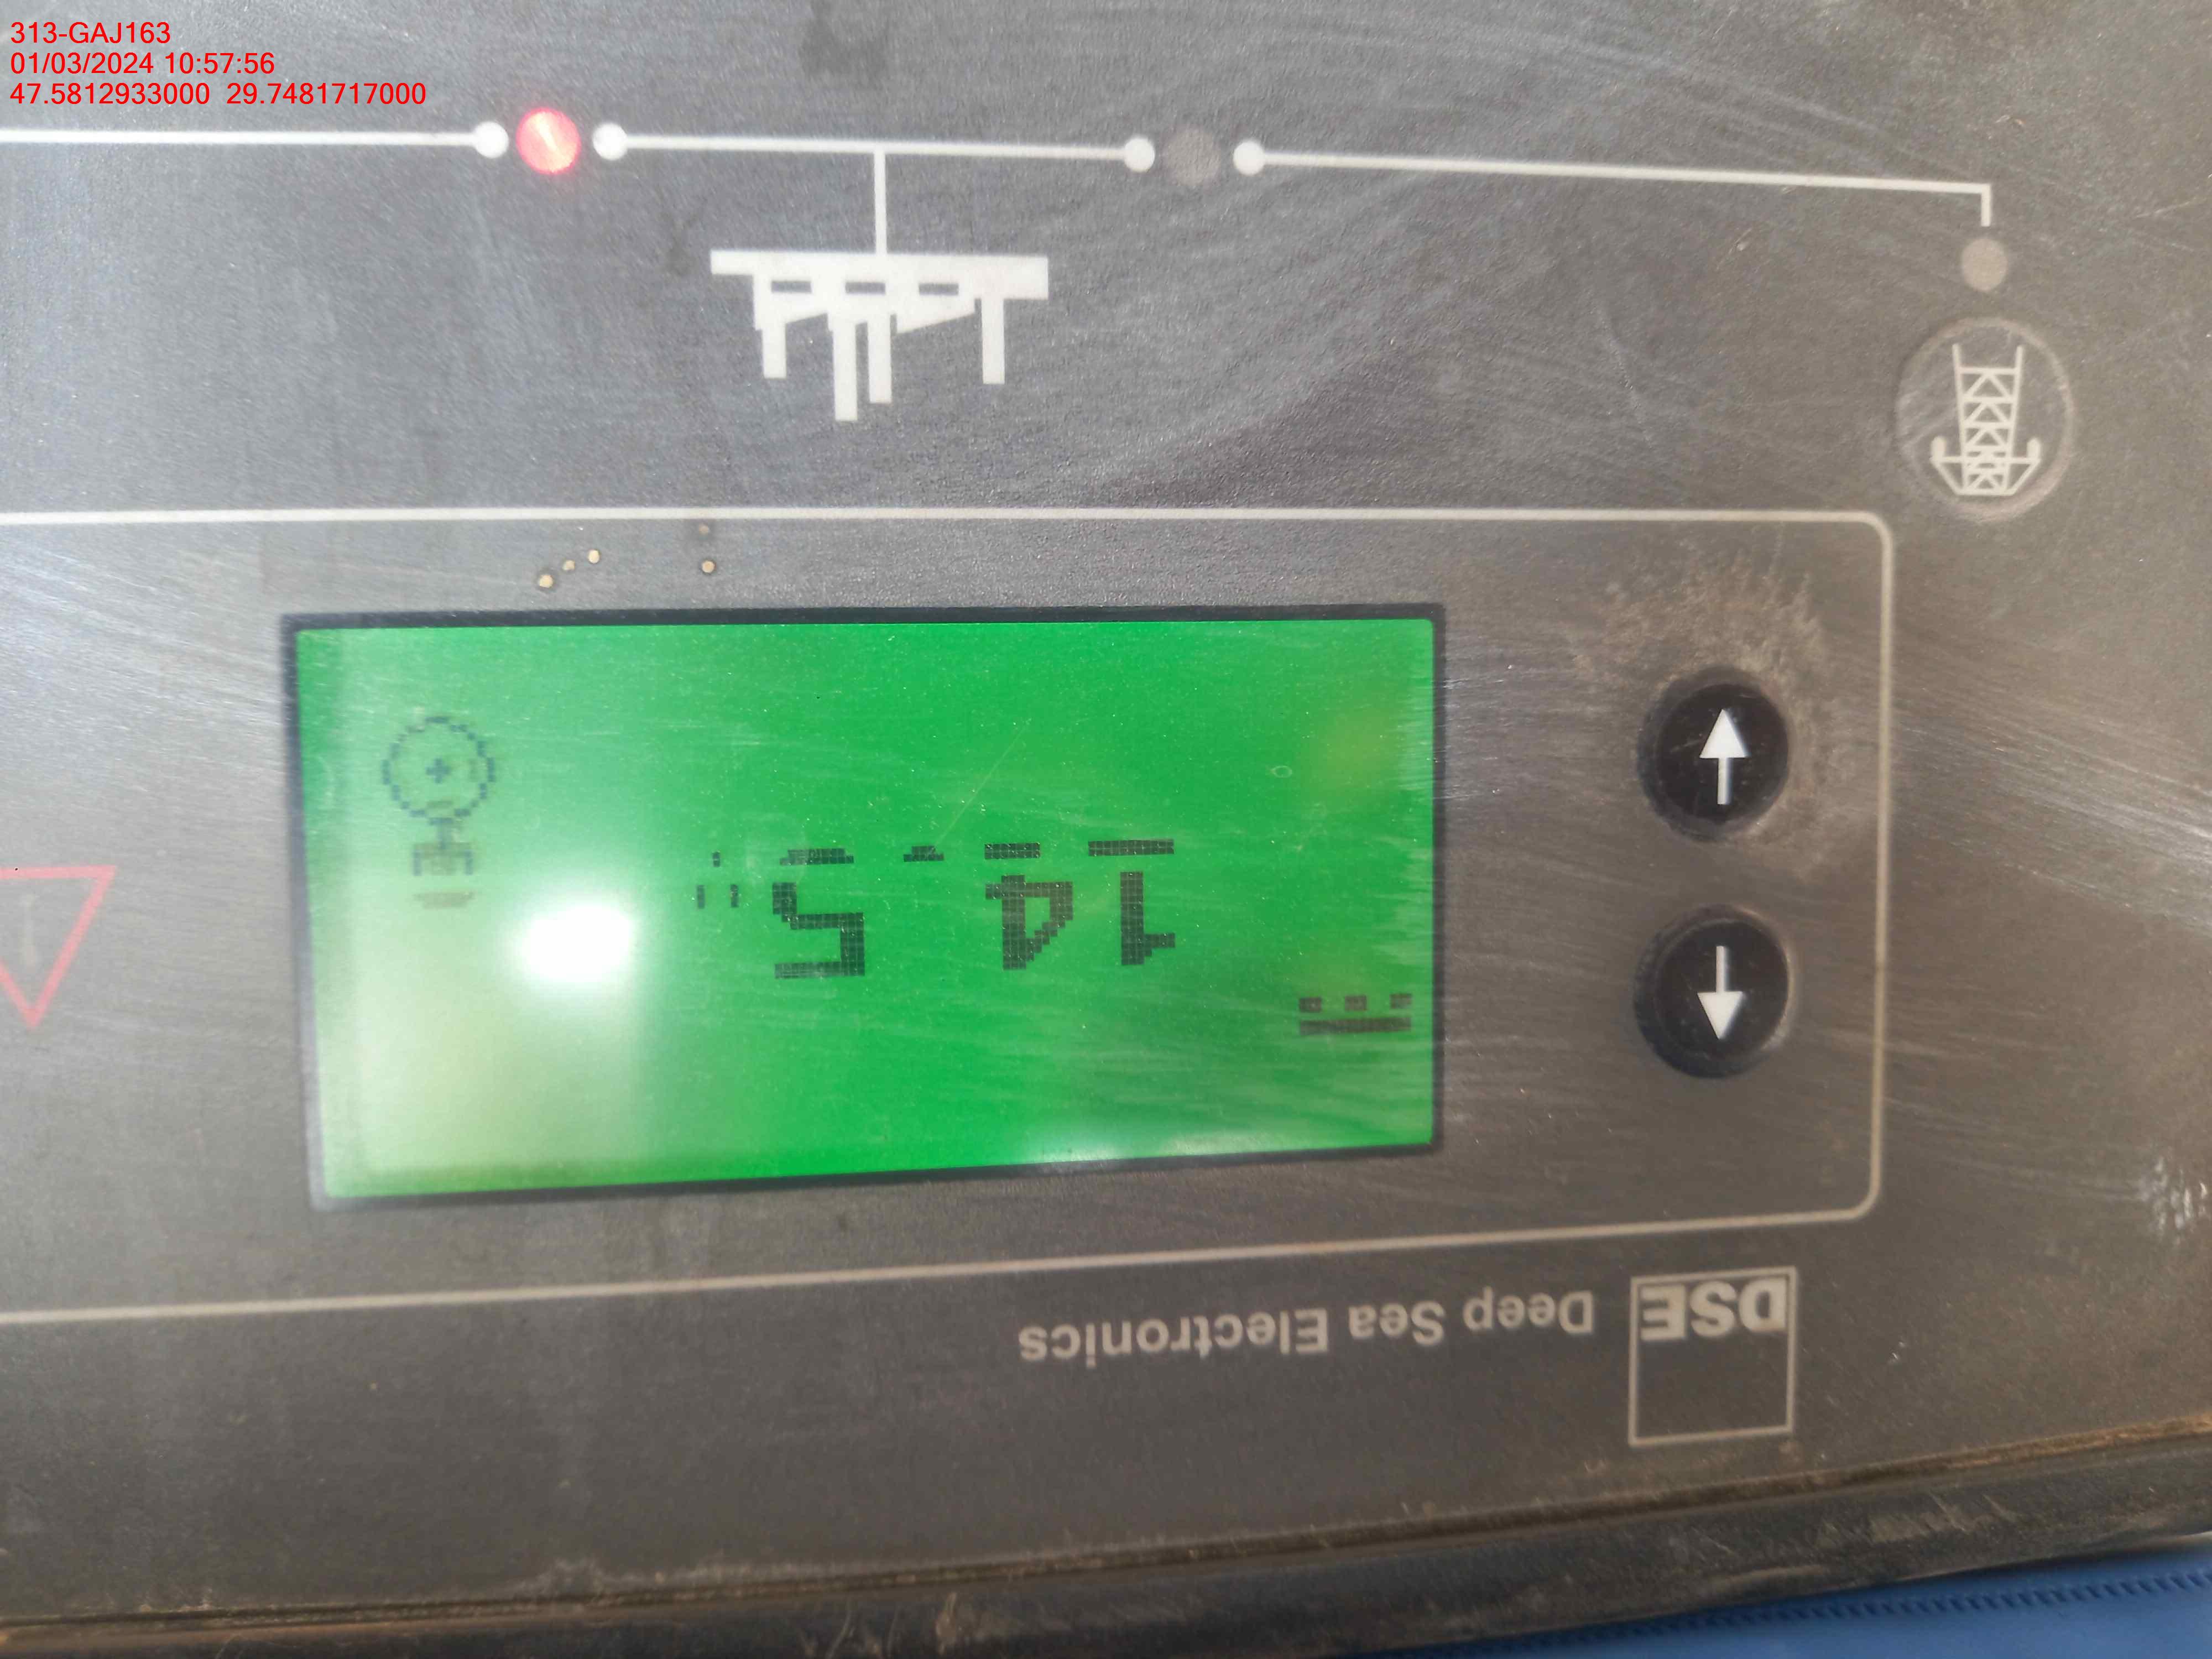 313-GAJ163
01/03/2024 10:57:56
47.5812933000 29.7481717000
DSE Deep Sea Electronics
14.5